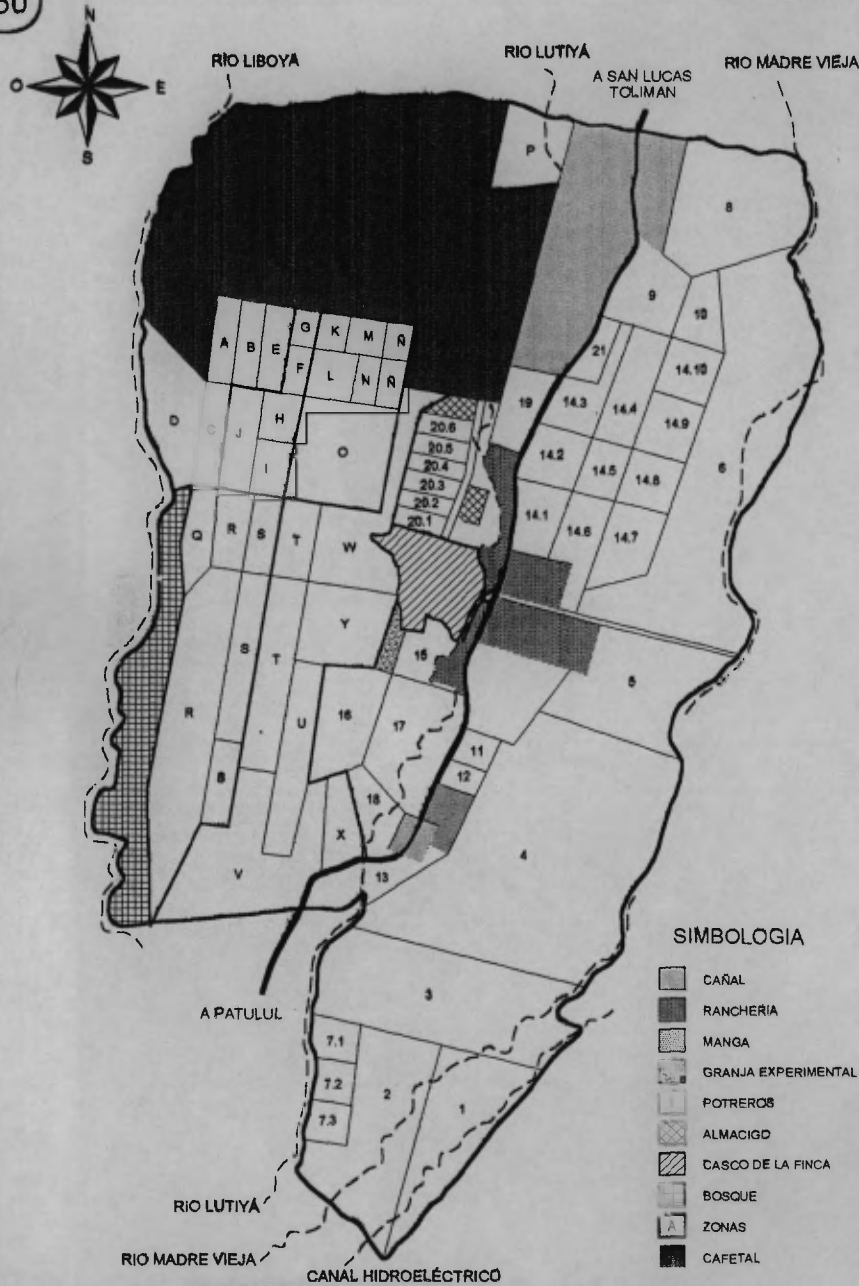 N
O
E
S
RIO LIBOYA
RIO LUTIYÁ
A SAN LUCAS
TOLIMAN
RIO MADRE VIEJA
P
8
9
10
A
B
E
G
K
M
Ñ
F
L
N
Ñ
21
14.10
D
C
J
H
I
O
20.6
20.5
20.4
20.3
20.2
20.1
19
14.3
14.4
14.9
14.2
14.5
14.8
6
14.1
14.6
14.7
Q
R
S
T
W
Y
15
5
R
S
T
U
16
17
11
12
8
18
X
V
13
4
A PATULUL
3
7.1
7.2
7.3
2
1
RIO LUTIYÁ
RIO MADRE VIEJA
CANAL HIDROELÉCTRICO
SIMBOLOGIA
CAÑAL
RANCHERIA
MANGA
GRANJA EXPERIMENTAL
POTREROS
ALMACIGO
CASCO DE LA FINCA
BOSQUE
A
ZONAS
CAFETAL